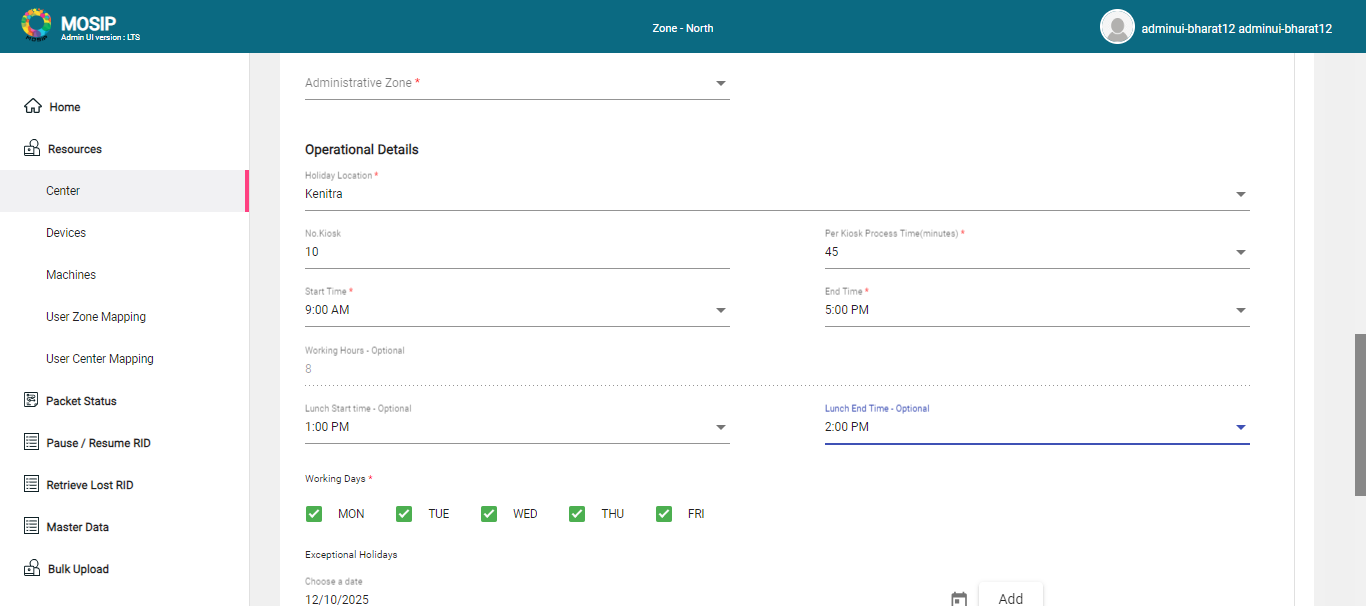 MOSIP
Admin UI version : LTS
Zone - North
adminui-bharat12 adminui-bharat12
Home
Resources
Center
Devices
Machines
User Zone Mapping
User Center Mapping
Packet Status
Pause / Resume RID
Retrieve Lost RID
Master Data
Bulk Upload
Administrative Zone *
Operational Details
Holiday Location *
Kenitra
No.Kiosk
10
Per Kiosk Process Time(minutes) *
45
Start Time *
9:00 AM
End Time *
5:00 PM
Working Hours - Optional
8
Lunch Start time - Optional
1:00 PM
Lunch End Time - Optional
2:00 PM
Working Days *
MON TUE WED THU FRI
Exceptional Holidays
Choose a date
12/10/2025
Add